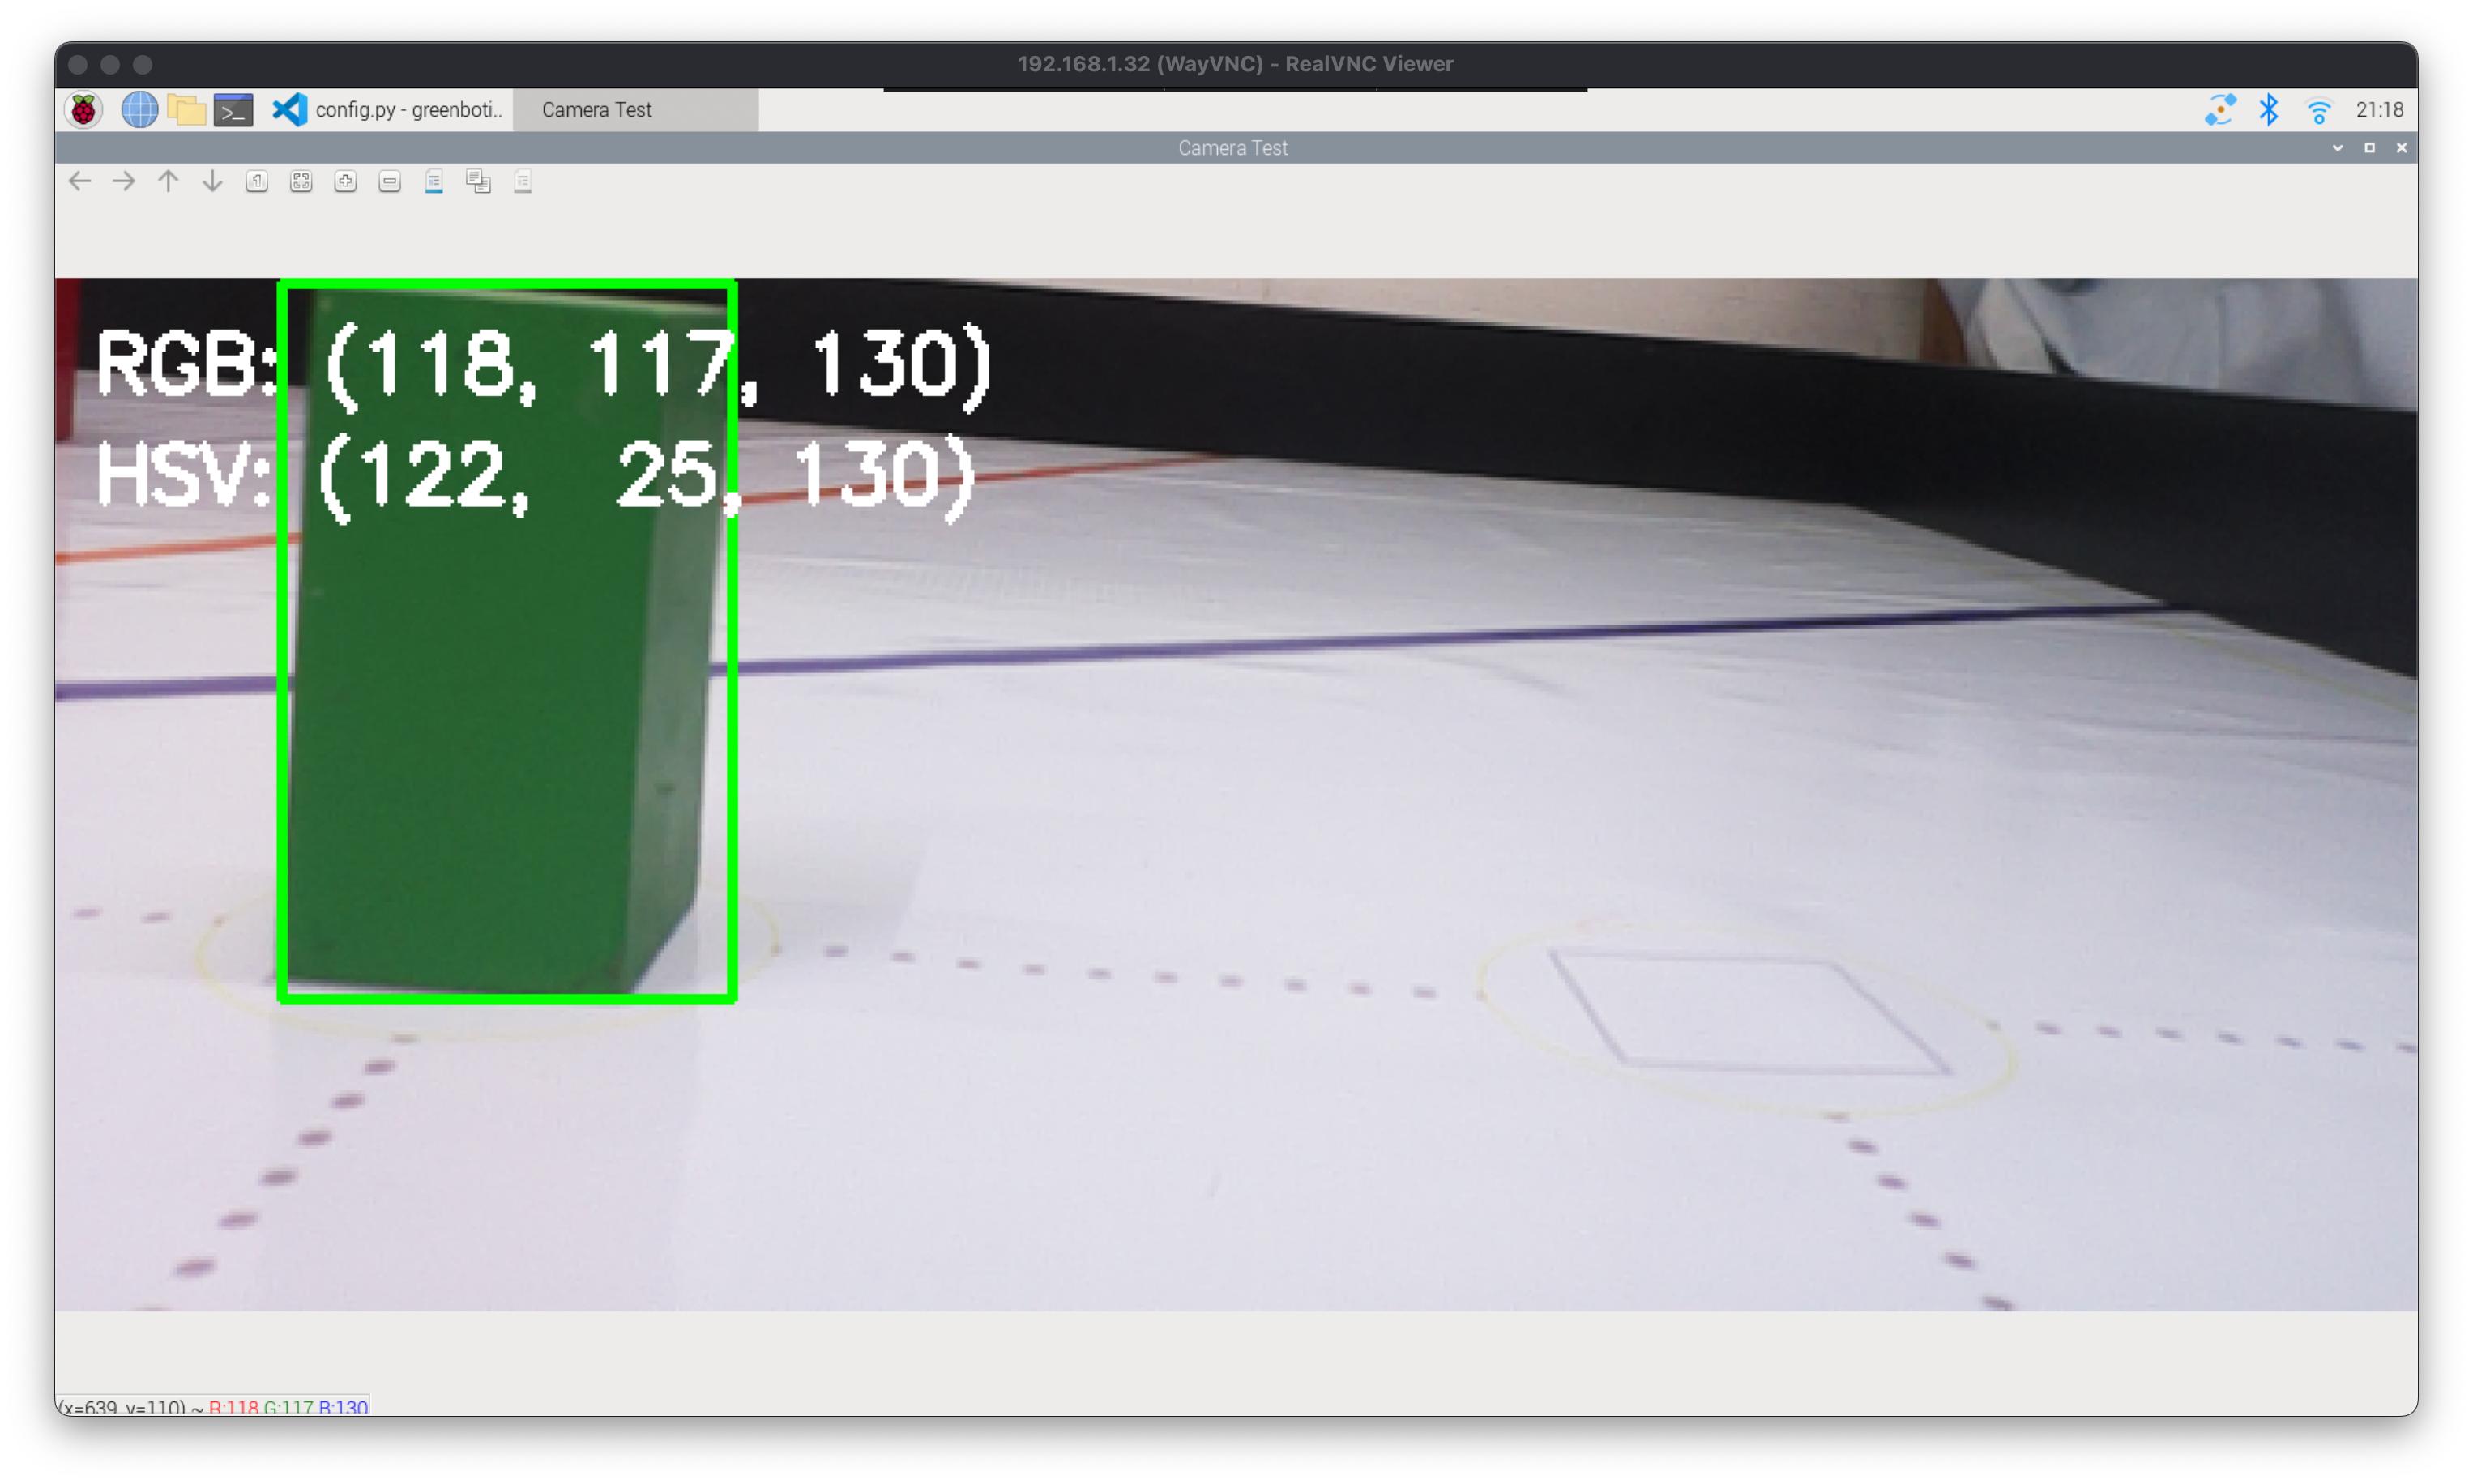 192.168.1.32 (WayVNC) - RealVNC Viewer
config.py - greenboti..
Camera Test
21:18
Camera Test
RGB: (118, 117, 130)
HSV: (122,  25, 130)
(x=639, y=110) ~ R:118 G:117 B:130